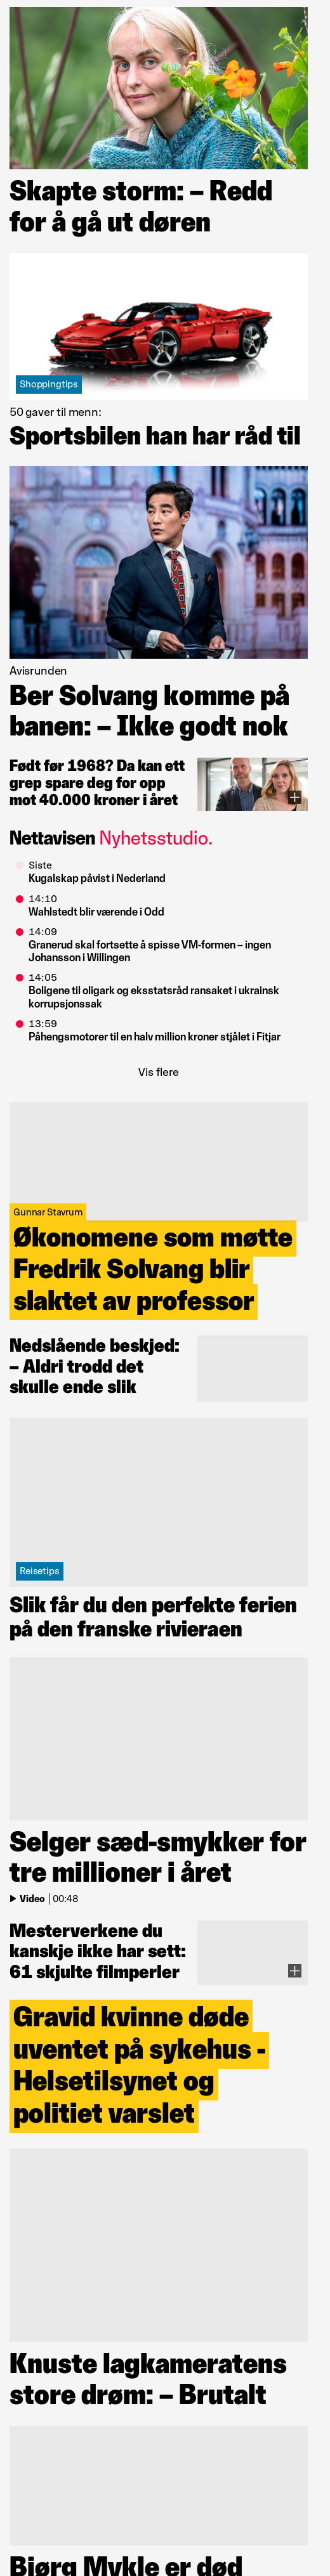 Skapte storm: – Redd
for å gå ut døren
Shoppingtips
50 gaver til menn:
Sportsbilen han har råd til
Avisrunden
Ber Solvang komme på
banen: – Ikke godt nok
Født før 1968? Da kan ett
grep spare deg for opp
mot 40.000 kroner i året
Nettavisen Nyhetsstudio.
Siste
Kugalskap påvist i Nederland
14:10
Wahlstedt blir værende i Odd
14:09
Granerud skal fortsette å spisse VM-formen – ingen
Johansson i Willingen
14:05
Boligene til oligark og eksstatsråd ransaket i ukrainsk
korrupsjonssak
13:59
Påhengsmotorer til en halv million kroner stjålet i Fitjar
Vis flere
Gunnar Stavrum
Økonomene som møtte
Fredrik Solvang blir
slaktet av professor
Nedslående beskjed:
– Aldri trodd det
skulle ende slik
Reisetips
Slik får du den perfekte ferien
på den franske rivieraen
Selger sæd-smykker for
tre millioner i året
Video | 00:48
Mesterverkene du
kanskje ikke har sett:
61 skjulte filmperler
Gravid kvinne døde
uventet på sykehus -
Helsetilsynet og
politiet varslet
Knuste lagkameratens
store drøm: – Brutalt
Bjørg Mykle er død